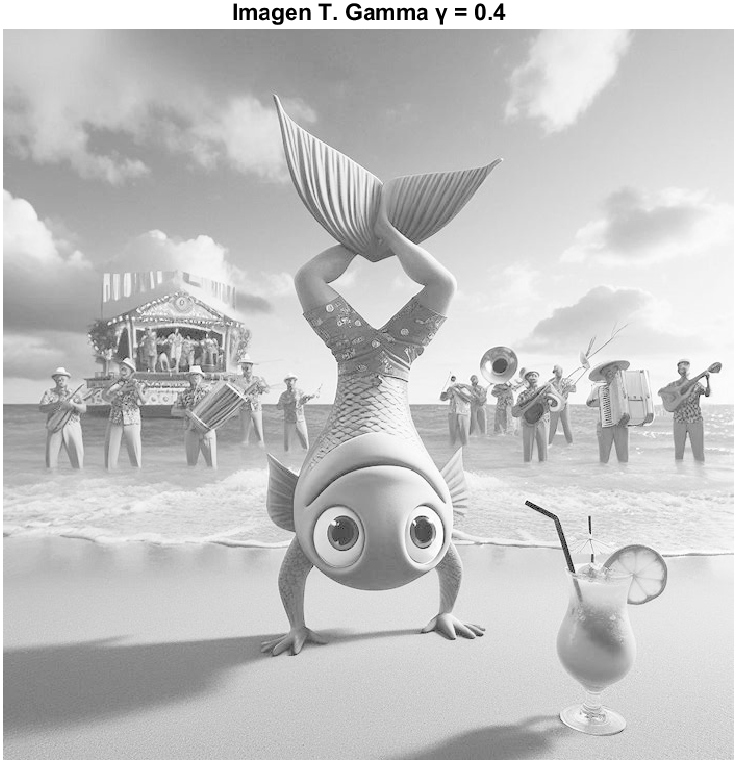 Imagen T. Gamma γ = 0.4